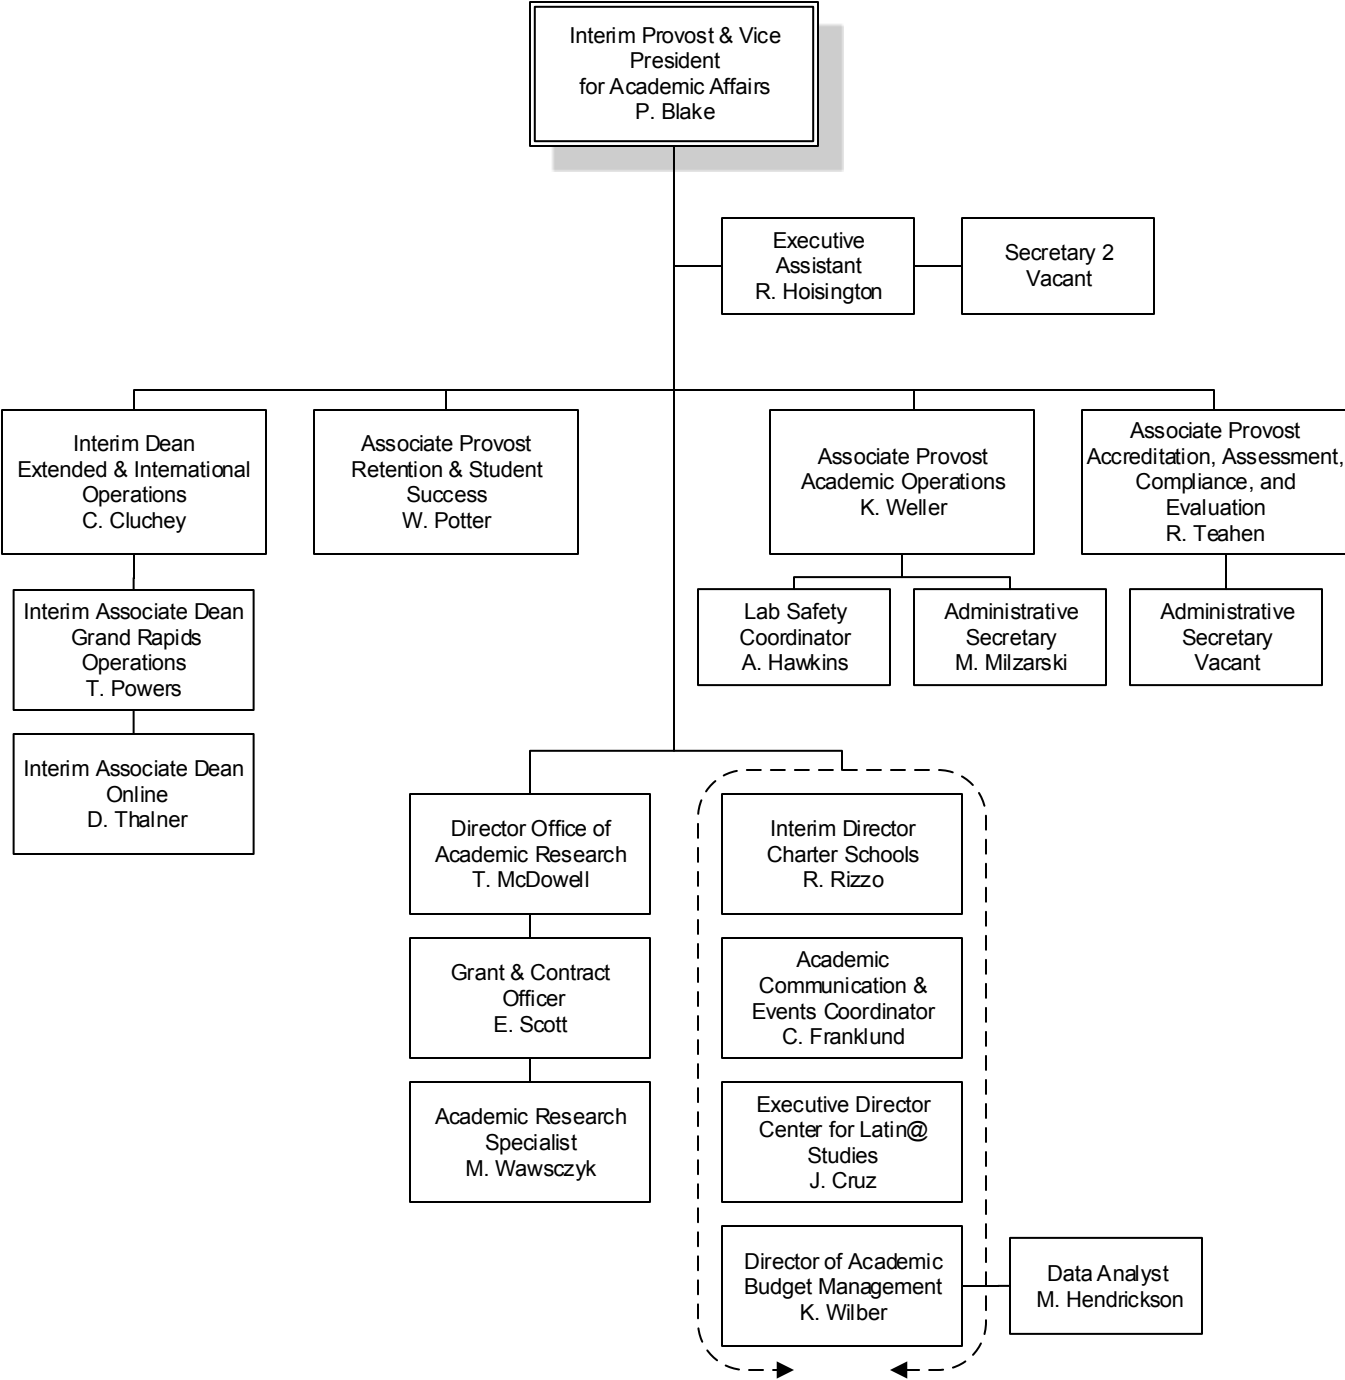 Interim Provost & Vice
President
for Academic Affairs
P. Blake
Executive
Assistant
R. Hoisington
Secretary 2
Vacant
Interim Dean
Extended & International
Operations
C. Cluchey
Associate Provost
Retention & Student
Success
W. Potter
Associate Provost
Academic Operations
K. Weller
Associate Provost
Accreditation, Assessment,
Compliance, and
Evaluation
R. Teahen
Interim Associate Dean
Grand Rapids
Operations
T. Powers
Lab Safety
Coordinator
A. Hawkins
Administrative
Secretary
M. Milzarski
Administrative
Secretary
Vacant
Interim Associate Dean
Online
D. Thalner
Director Office of
Academic Research
T. McDowell
Interim Director
Charter Schools
R. Rizzo
Grant & Contract
Officer
E. Scott
Academic
Communication &
Events Coordinator
C. Franklund
Academic Research
Specialist
M. Wawsczyk
Executive Director
Center for Latin@
Studies
J. Cruz
Director of Academic
Budget Management
K. Wilber
Data Analyst
M. Hendrickson